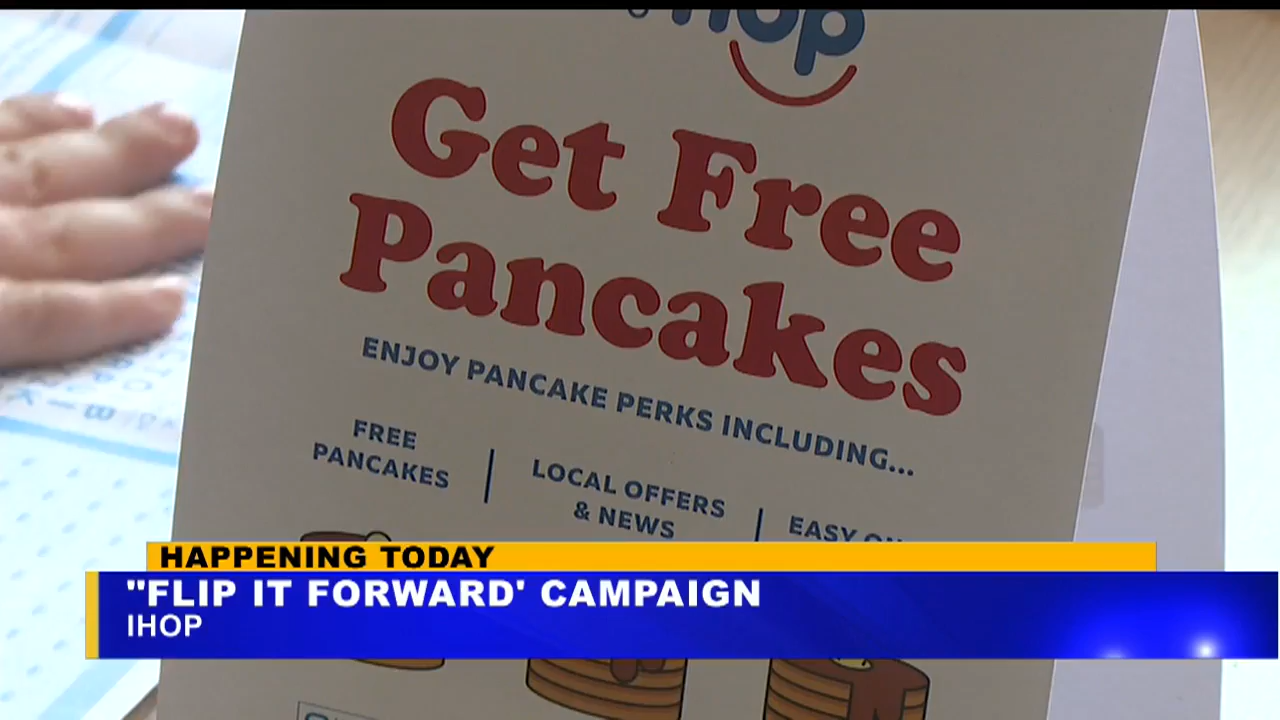 ihop
Get Free
Pancakes
ENJOY PANCAKE PERKS INCLUDING...
FREE
PANCAKES
LOCAL OFFERS
& NEWS
EASY
HAPPENING TODAY
"FLIP IT FORWARD' CAMPAIGN
IHOP